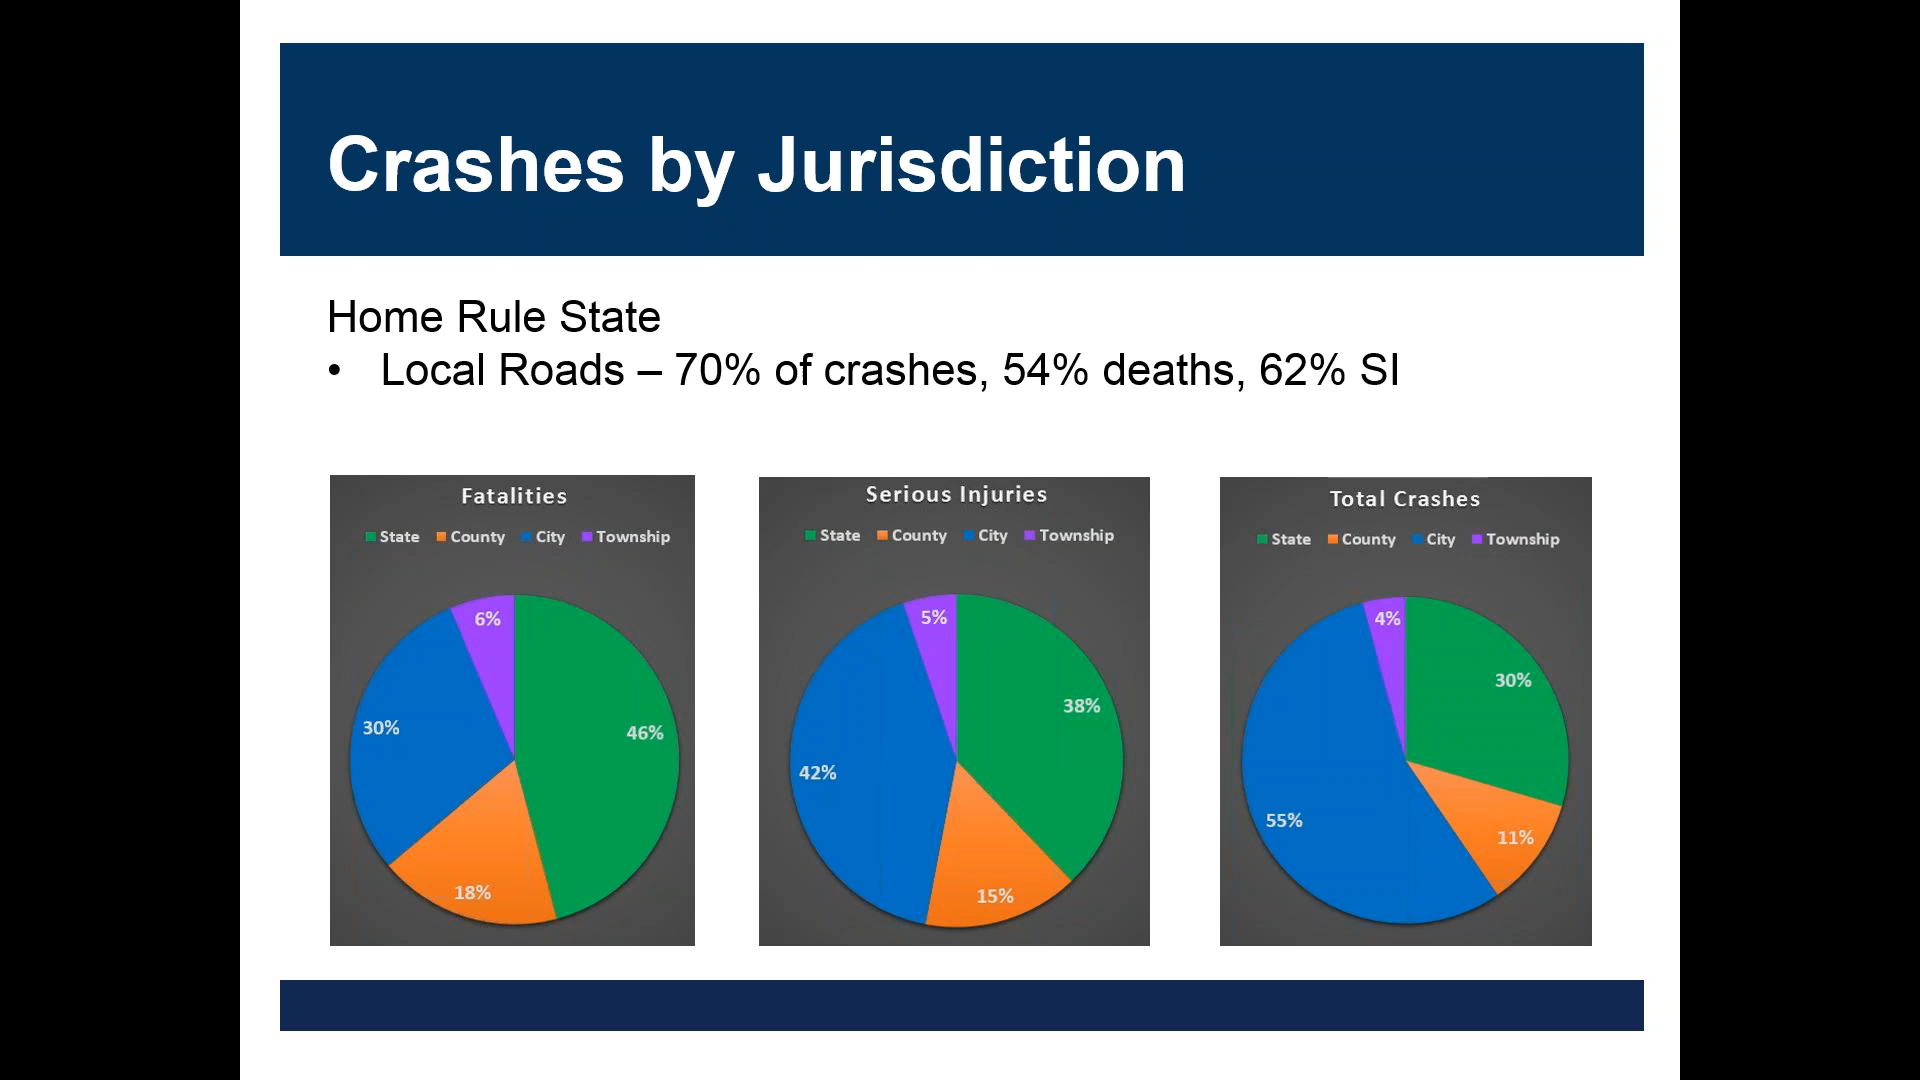 Crashes by Jurisdiction
Home Rule State
• Local Roads – 70% of crashes, 54% deaths, 62% SI
Fatalities
State County City Township
6%
30%
46%
18%
Serious Injuries
State County City Township
5%
38%
42%
15%
Total Crashes
State County City Township
4%
30%
55%
11%